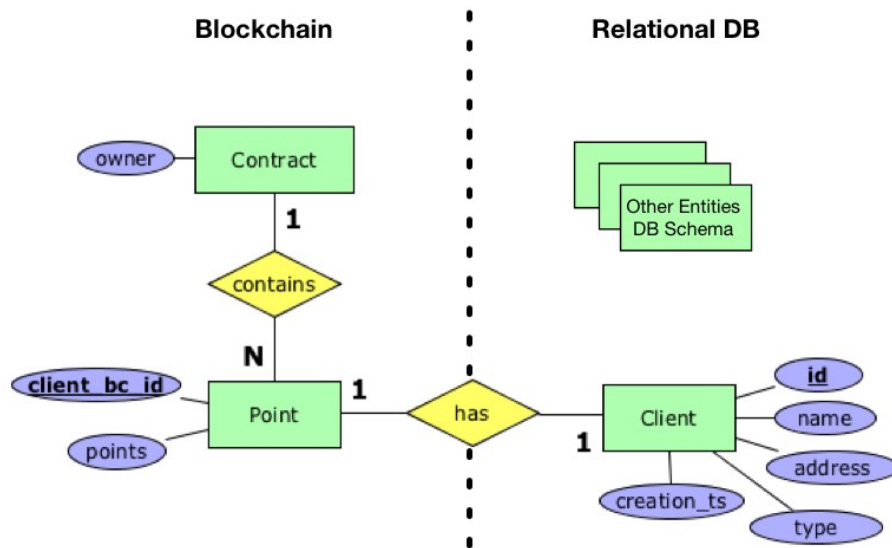 Blockchain
Relational DB
owner
Contract
1
contains
N
Other Entities
DB Schema
client_bc_id
points
Point
1
has
1
Client
id
name
address
type
creation_ts